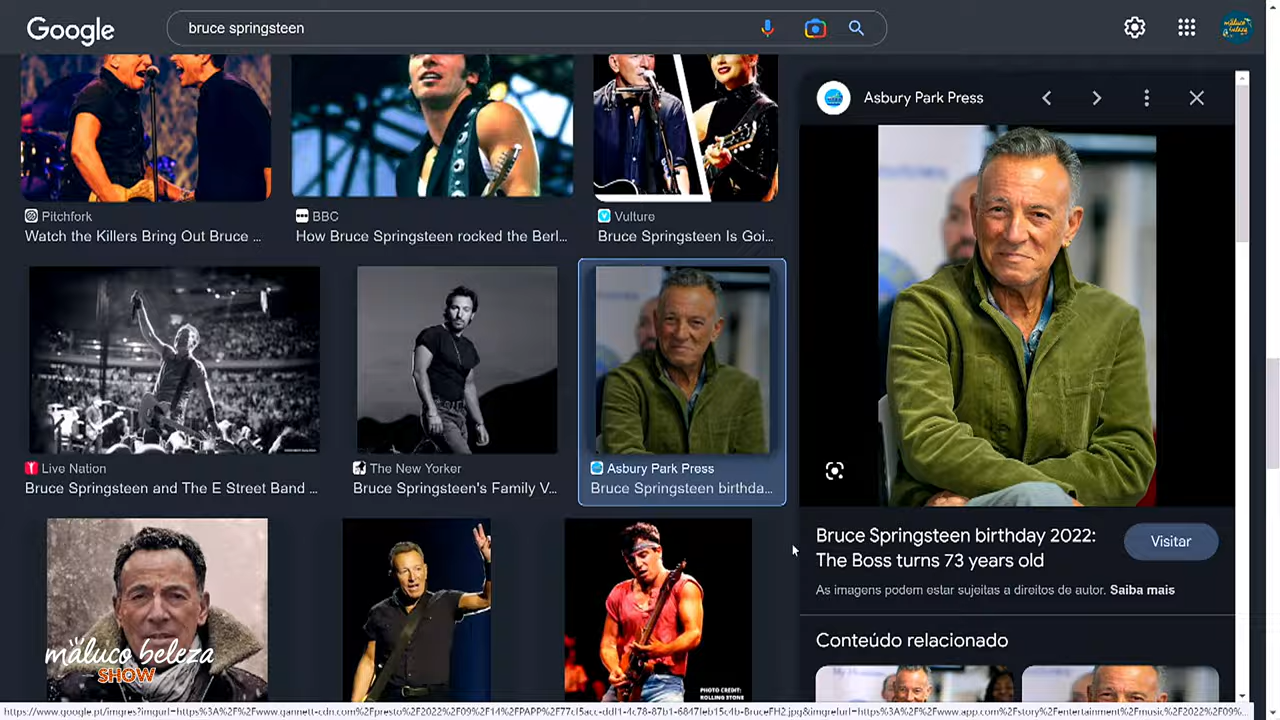 Google
bruce springsteen
Asbury Park Press
Pitchfork
Watch the Killers Bring Out Bruce ...
BBC
How Bruce Springsteen rocked the Berl...
Vulture
Bruce Springsteen Is Goi...
Live Nation
Bruce Springsteen and The E Street Band ...
The New Yorker
Bruce Springsteen's Family V...
Asbury Park Press
Bruce Springsteen birthda...
Bruce Springsteen birthday 2022:
The Boss turns 73 years old
Visitar
As imagens podem estar sujeitas a direitos de autor. Saiba mais
Conteúdo relacionado
maluco beleza
SHOW
PHOTO CREDIT:
ROLLING STONE